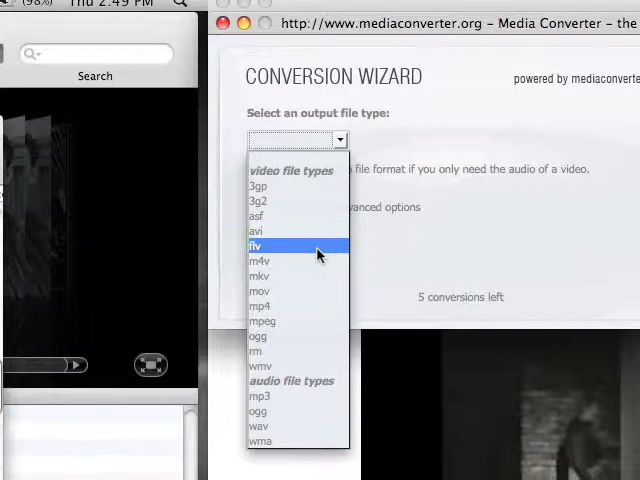 (98%) Thu 2:49 PM
Search
http://www.mediaconverter.org – Media Converter – the
CONVERSION WIZARD
powered by mediaconverte
Select an output file type:
video file types
file format if you only need the audio of a video.
3gp
3g2
vanced options
asf
avi
flv
m4v
mkv
mov
5 conversions left
mp4
mpeg
ogg
rm
wmv
audio file types
mp3
ogg
wav
wma